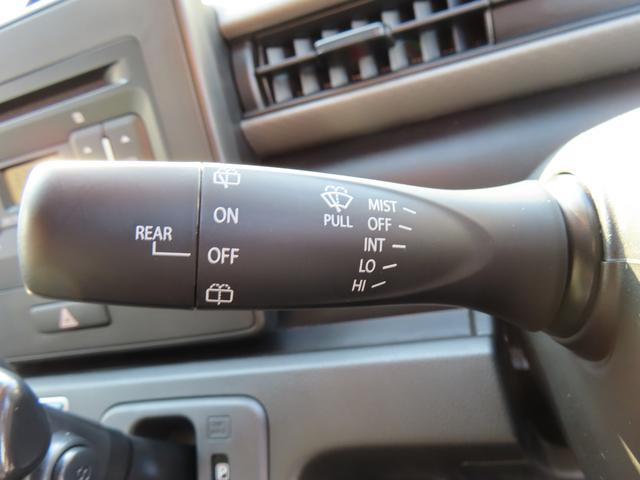 REAR
ON
OFF
PULL
MIST
OFF
INT
LO
HI